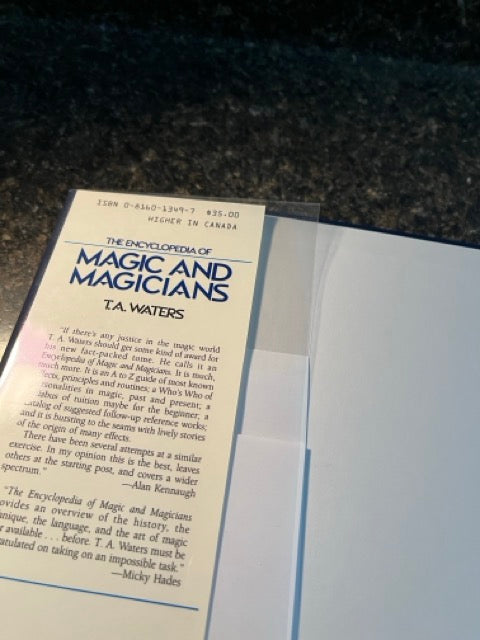 ISBN 0-8160-1349-7 $35.00
HIGHER IN CANADA
THE ENCYCLOPEDIA OF
MAGIC AND
MAGICIANS
T.A. WATERS
"If there's any justice in the magic world
T. A. Waters should get some kind of award for
his new fact-packed tome. He calls it an
Encyclopedia of Magic and Magicians. It is much,
much more. It is an A to Z guide of most known
effects, principles and routines; a Who's Who of
personalities in magic, past and present; a
of tuition maybe for the beginner; a
catalog of suggested follow-up reference works;
and it is bursting to the seams with lively stories
of the origin of many effects.
There have been several attempes at a similar
exercise. In my opinion this is the best, leaves
others at the starting post, and covers a wider
spectrum."
—Alan Kennaugh
"The Encyclopedia of Magic and Magicians
provides an overview of the history, the
technique, the language, and the art of magic
available . . . before. T. A. Waters must be
congratulated on taking on an impossible task."
—Micky Hades